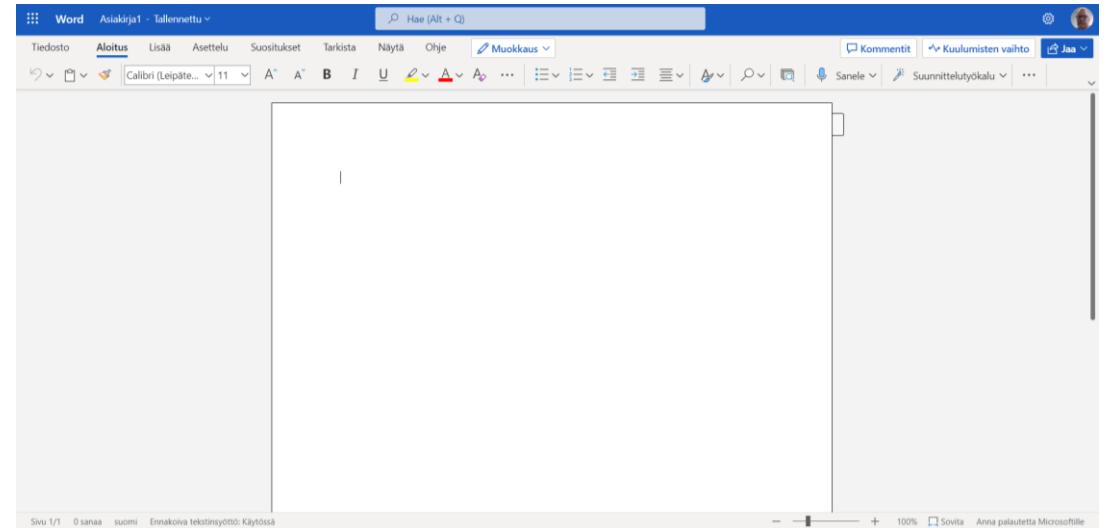 Word Asiakirja1 - Tallennettu Hae (Alt + Q)
Tiedosto Aloitus Lisää Asettelu Suositukset Tarkista Näytä Ohje Muokkaus Kommentit Kuulumisten vaihto Jaa
Calibri (Leipäte... 11 A A B I U A A Sanele Suunnittelutyökalu
Sivu 1/1 0 sanaa suomi Ennakoiva tekstinsyöttö: Käytössä 100% Sovita Anna palautetta Microsoftille